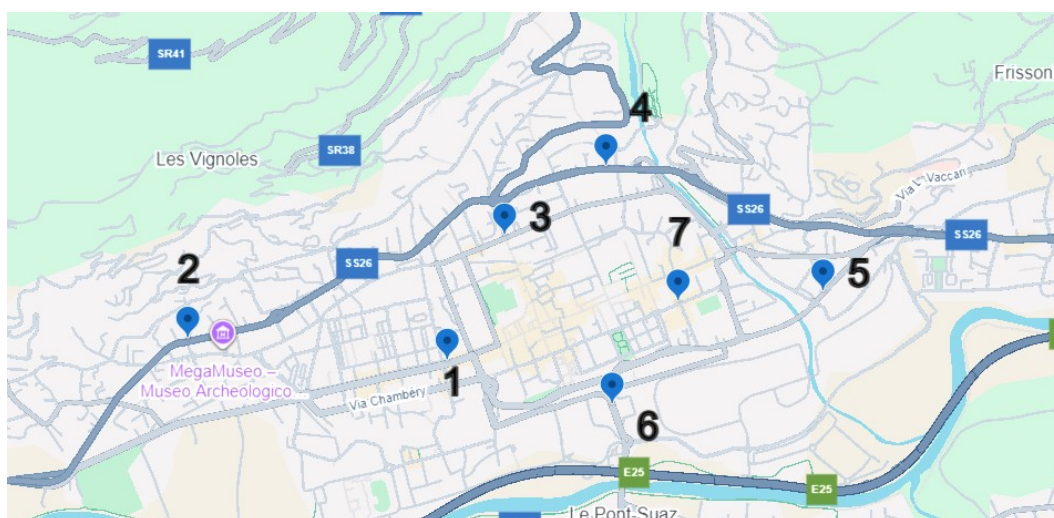 SR41
Frisson
4
SR38
Les Vignoles
Via
Vaccari
SS26
3
7
SS26
SS26
2
5
MegaMuseo –
Museo Archeologico ...
1
Via Chambéry
6
E25
E25
Le Pont-Suaz